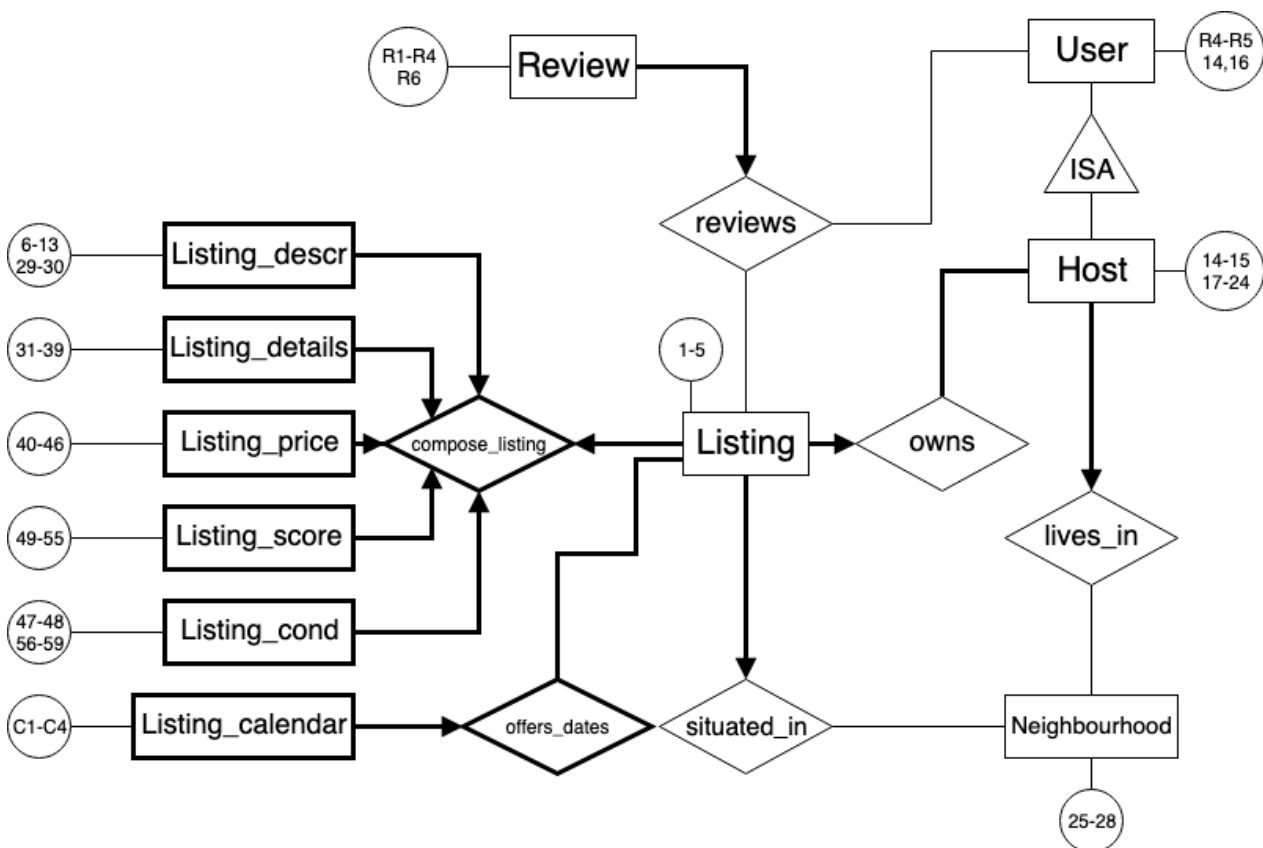 R1-R4
R6
Review
User
R4-R5
14,16
ISA
reviews
6-13
29-30
Listing_descr
Host
14-15
17-24
31-39
Listing_details
1-5
40-46
Listing_price
compose_listing
Listing
owns
49-55
Listing_score
lives_in
47-48
56-59
Listing_cond
C1-C4
Listing_calendar
offers_dates
situated_in
Neighbourhood
25-28